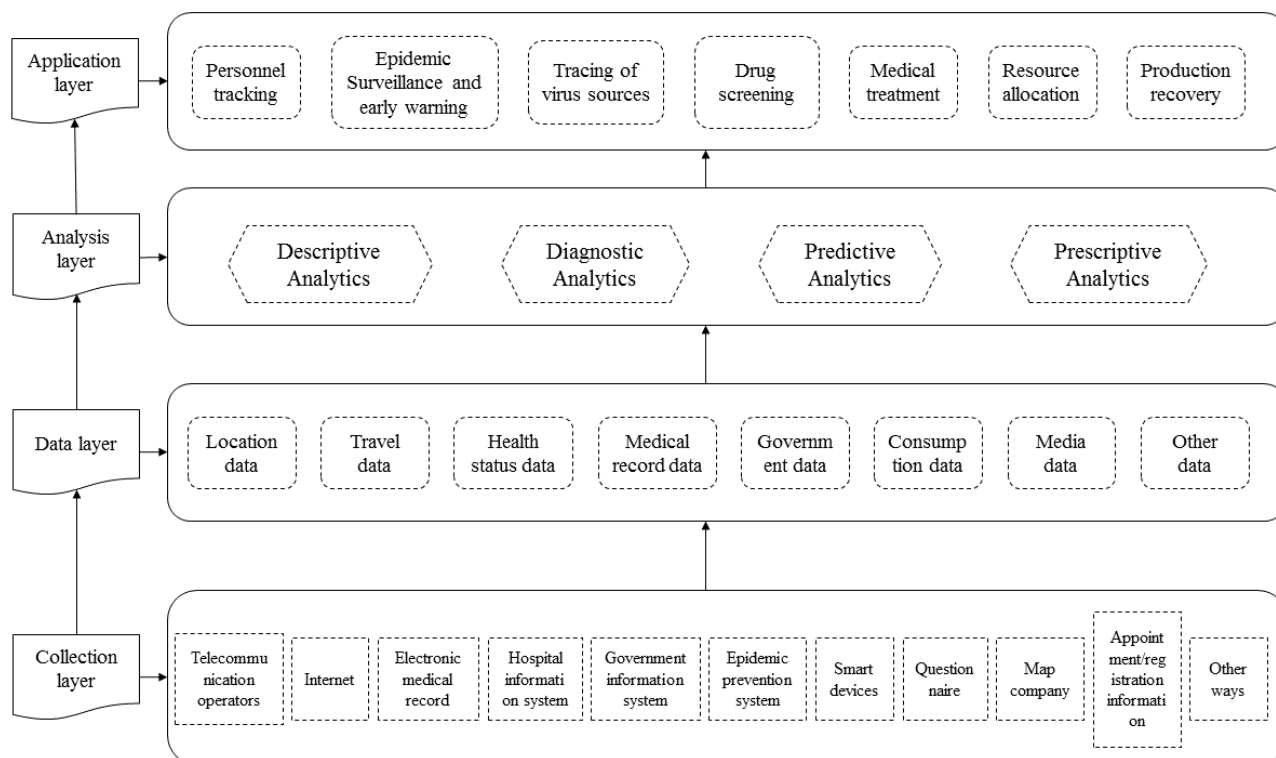 Application
layer
Personnel
tracking
Epidemic
Surveillance and
early warning
Tracing of
virus sources
Drug
screening
Medical
treatment
Resource
allocation
Production
recovery
Analysis
layer
Descriptive
Analytics
Diagnostic
Analytics
Predictive
Analytics
Prescriptive
Analytics
Data layer
Location
data
Travel
data
Health
status data
Medical
record data
Governm
ent data
Consump
tion data
Media
data
Other
data
Collection
layer
Telecommu
nication
operators
Internet
Electronic
medical
record
Hospital
informati
on system
Government
information
system
Epidemic
prevention
system
Smart
devices
Question
naire
Map
company
Appoint
ment/reg
istration
informati
on
Other
ways